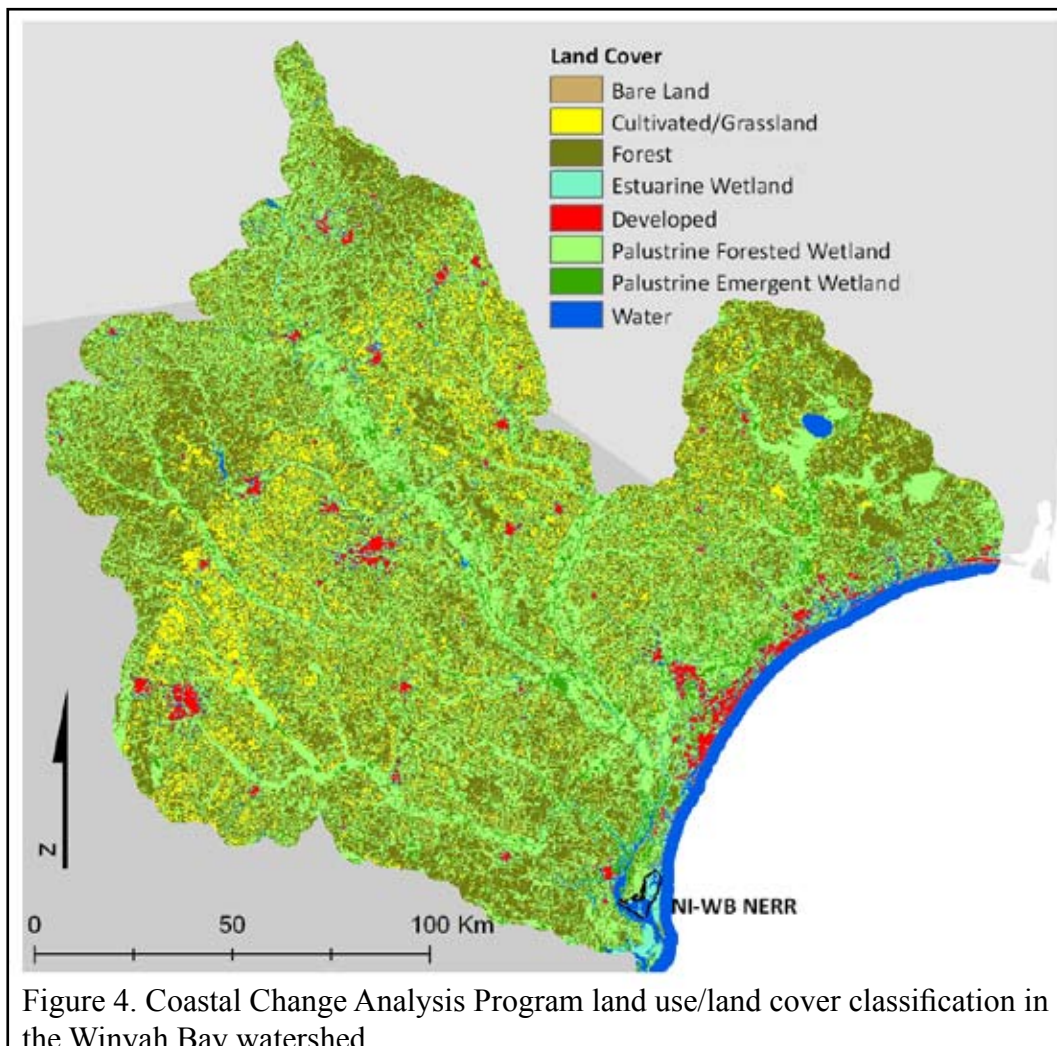 Land Cover
Bare Land
Cultivated/Grassland
Forest
Estuarine Wetland
Developed
Palustrine Forested Wetland
Palustrine Emergent Wetland
Water
Z
0 50 100 Km
NI-WB NERR
Figure 4. Coastal Change Analysis Program land use/land cover classification in
the Winyah Bay watershed